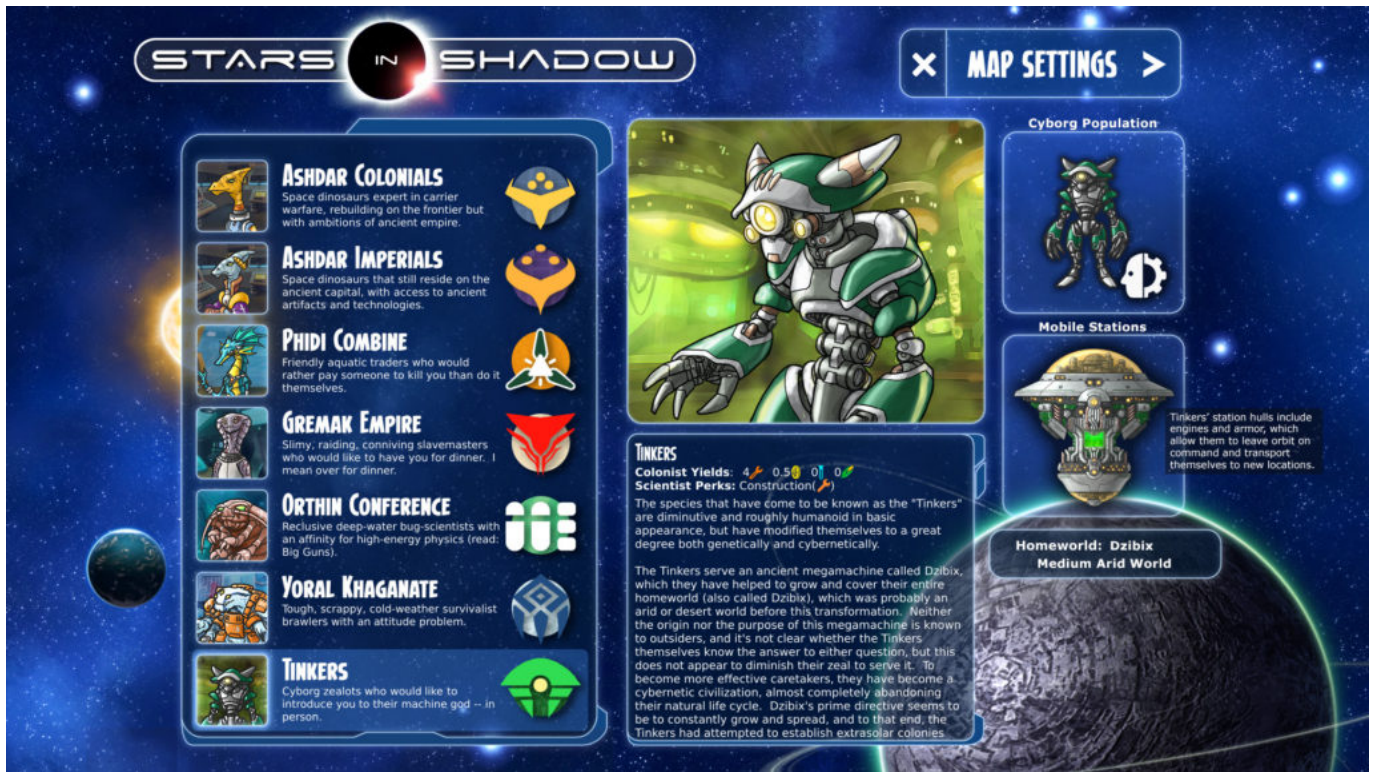 STARS IN SHADOW
× MAP SETTINGS >
ASHDAR COLONIALS
Space dinosaurs expert in carrier
warfare, rebuilding on the frontier but
with ambitions of ancient empire.
ASHDAR IMPERIALS
Space dinosaurs that still reside on the
ancient capital, with access to ancient
artifacts and technologies.
PHIDI COMBINE
Friendly aquatic traders who would
rather pay someone to kill you than do it
themselves.
GREMAK EMPIRE
Slimy, raiding, conniving slavemasters
who would like to have you for dinner. I
mean over for dinner.
ORTHIN CONFERENCE
Reclusive deep-water bug-scientists with
an affinity for high-energy physics (read:
Big Guns).
YORAL KHAGANATE
Tough, scrappy, cold-weather survivalist
brawlers with an attitude problem.
TINKERS
Cyborg zealots who would like to
introduce you to their machine god -- in
person.
TINKERS
Colonist Yields: 4 0.5 0 0
Scientist Perks: Construction( )
The species that have come to be known as the "Tinkers"
are diminutive and roughly humanoid in basic
appearance, but have modified themselves to a great
degree both genetically and cybernetically.
The Tinkers serve an ancient megamachine called Dzibix,
which they have helped to grow and cover their entire
homeworld (also called Dzibix), which was probably an
arid or desert world before this transformation. Neither
the origin nor the purpose of this megamachine is known
to outsiders, and it's not clear whether the Tinkers
themselves know the answer to either question, but this
does not appear to diminish their zeal to serve it. To
become more effective caretakers, they have become a
cybernetic civilization, almost completely abandoning
their natural life cycle. Dzibix's prime directive seems to
be to constantly grow and spread, and to that end, the
Tinkers had attempted to establish extrasolar colonies
Cyborg Population
Mobile Stations
Tinkers' station hulls include
engines and armor, which
allow them to leave orbit on
command and transport
themselves to new locations.
Homeworld: Dzibix
Medium Arid World